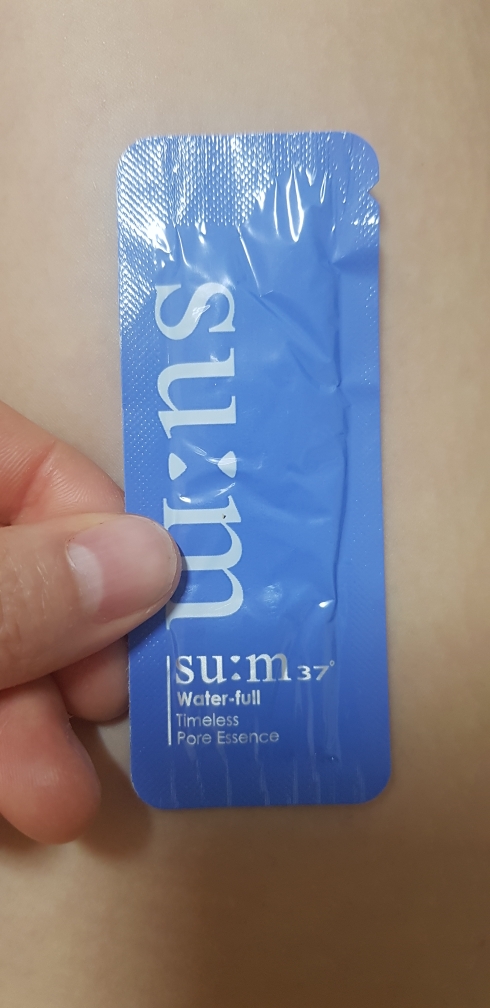 su:m
su:m37°
Water-full
Timeless
Pore Essence